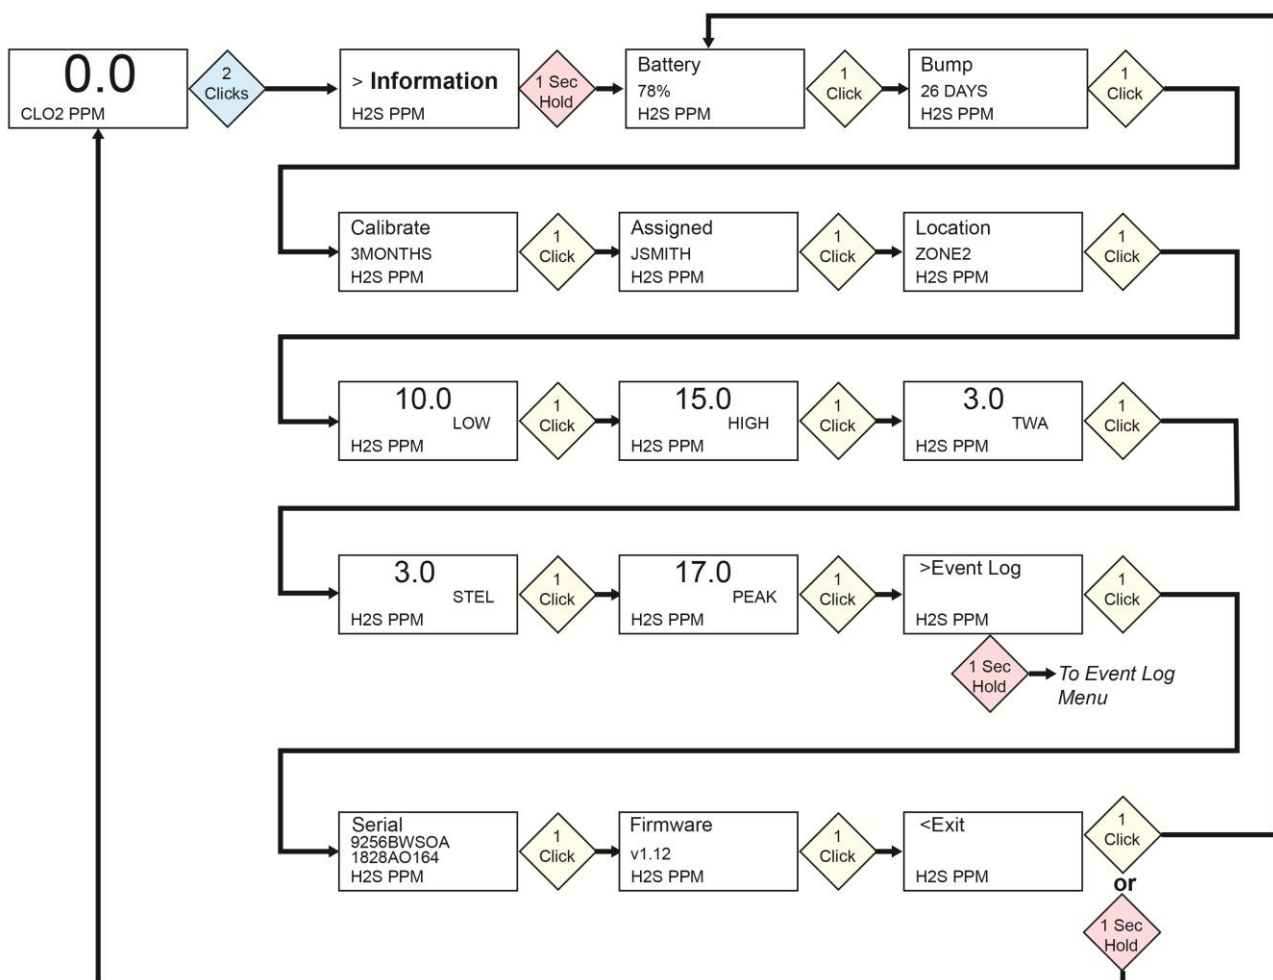 0.0
CLO2 PPM
2
Clicks
> Information
H2S PPM
1 Sec
Hold
Battery
78%
H2S PPM
1
Click
Bump
26 DAYS
H2S PPM
1
Click
Calibrate
3MONTHS
H2S PPM
1
Click
Assigned
JSMITH
H2S PPM
1
Click
Location
ZONE2
H2S PPM
1
Click
10.0
LOW
H2S PPM
1
Click
15.0
HIGH
H2S PPM
1
Click
3.0
TWA
H2S PPM
1
Click
3.0
STEL
H2S PPM
1
Click
17.0
PEAK
H2S PPM
1
Click
>Event Log
H2S PPM
1
Click
1 Sec
Hold
To Event Log
Menu
Serial
9256BWSOA
1828AO164
H2S PPM
1
Click
Firmware
v1.12
H2S PPM
1
Click
<Exit
H2S PPM
1
Click
or
1 Sec
Hold